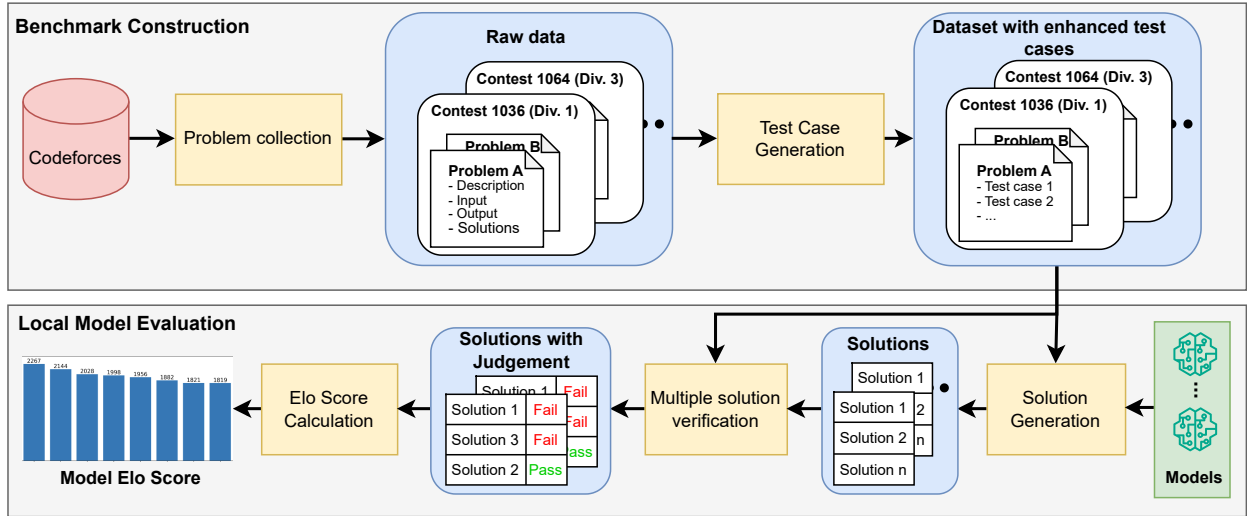 Benchmark Construction
Codeforces
Problem collection
Raw data
Contest 1064 (Div. 3)
Contest 1036 (Div. 1)
Problem B
Problem A
- Description
- Input
- Output
- Solutions
Test Case
Generation
Dataset with enhanced test
cases
Contest 1064 (Div. 3)
Contest 1036 (Div. 1)
Problem B
Problem A
- Test case 1
- Test case 2
- ...
Local Model Evaluation
2267
2144
2028
1998
1956
1882
1821
1819
Model Elo Score
Elo Score
Calculation
Solutions with
Judgement
Solution 1 Fail
Fail
ass
Solution 1 Fail
Solution 3 Fail
Solution 2 Pass
Multiple solution
verification
Solutions
Solution 1
2
n
Solution 1
Solution 2
Solution n
Solution
Generation
Models